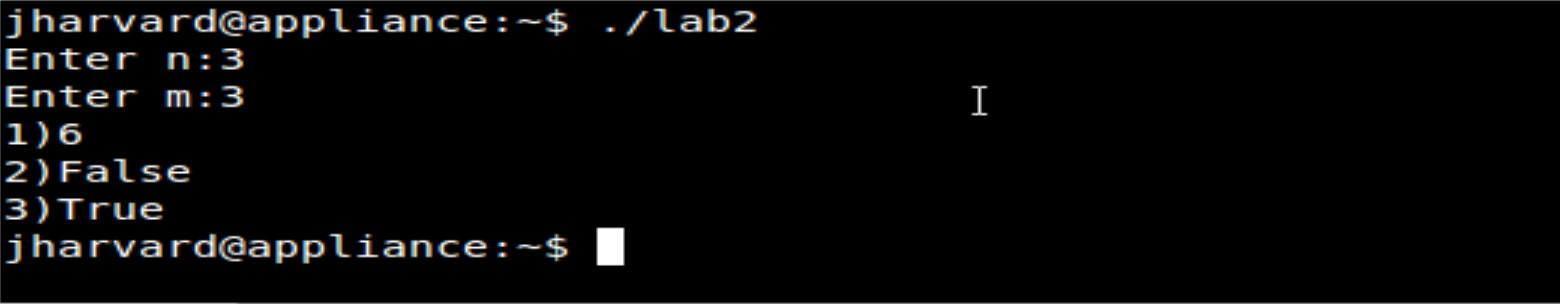 jharvard@appliance:~$ ./lab2
Enter n:3
Enter m:3
1)6
2)False
3)True
jharvard@appliance:~$